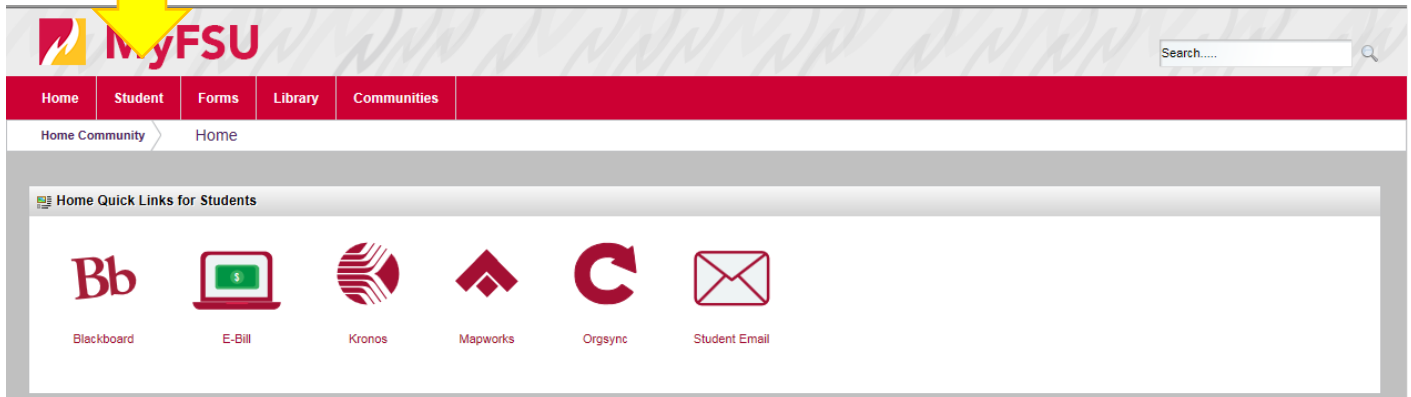 MyFSU
Search.....
Home Student Forms Library Communities
Home Community Home
Home Quick Links for Students
Bb $
Blackboard E-Bill Kronos Mapworks Orgsync Student Email